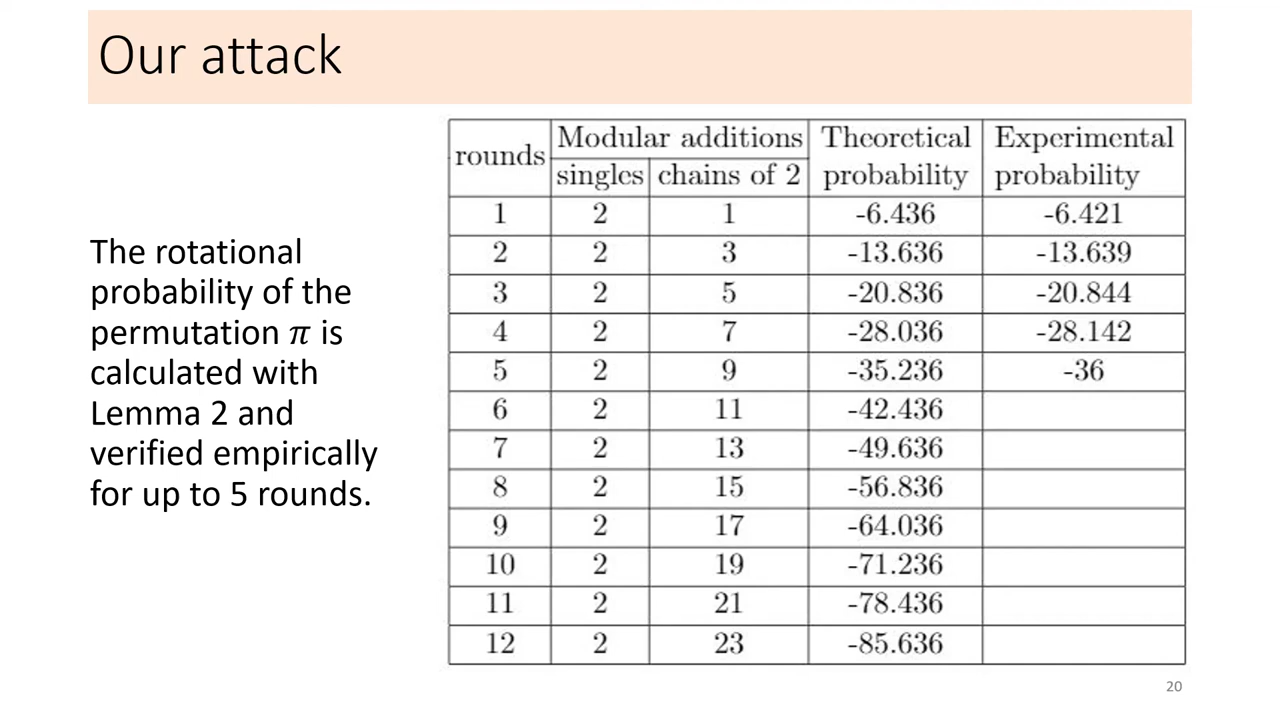 Our attack
The rotational
probability of the
permutation 𝜋 is
calculated with
Lemma 2 and
verified empirically
for up to 5 rounds.
rounds Modular additions Theoretical Experimental
singles chains of 2 probability probability
1 2 1 -6.436 -6.421
2 2 3 -13.636 -13.639
3 2 5 -20.836 -20.844
4 2 7 -28.036 -28.142
5 2 9 -35.236 -36
6 2 11 -42.436
7 2 13 -49.636
8 2 15 -56.836
9 2 17 -64.036
10 2 19 -71.236
11 2 21 -78.436
12 2 23 -85.636
20